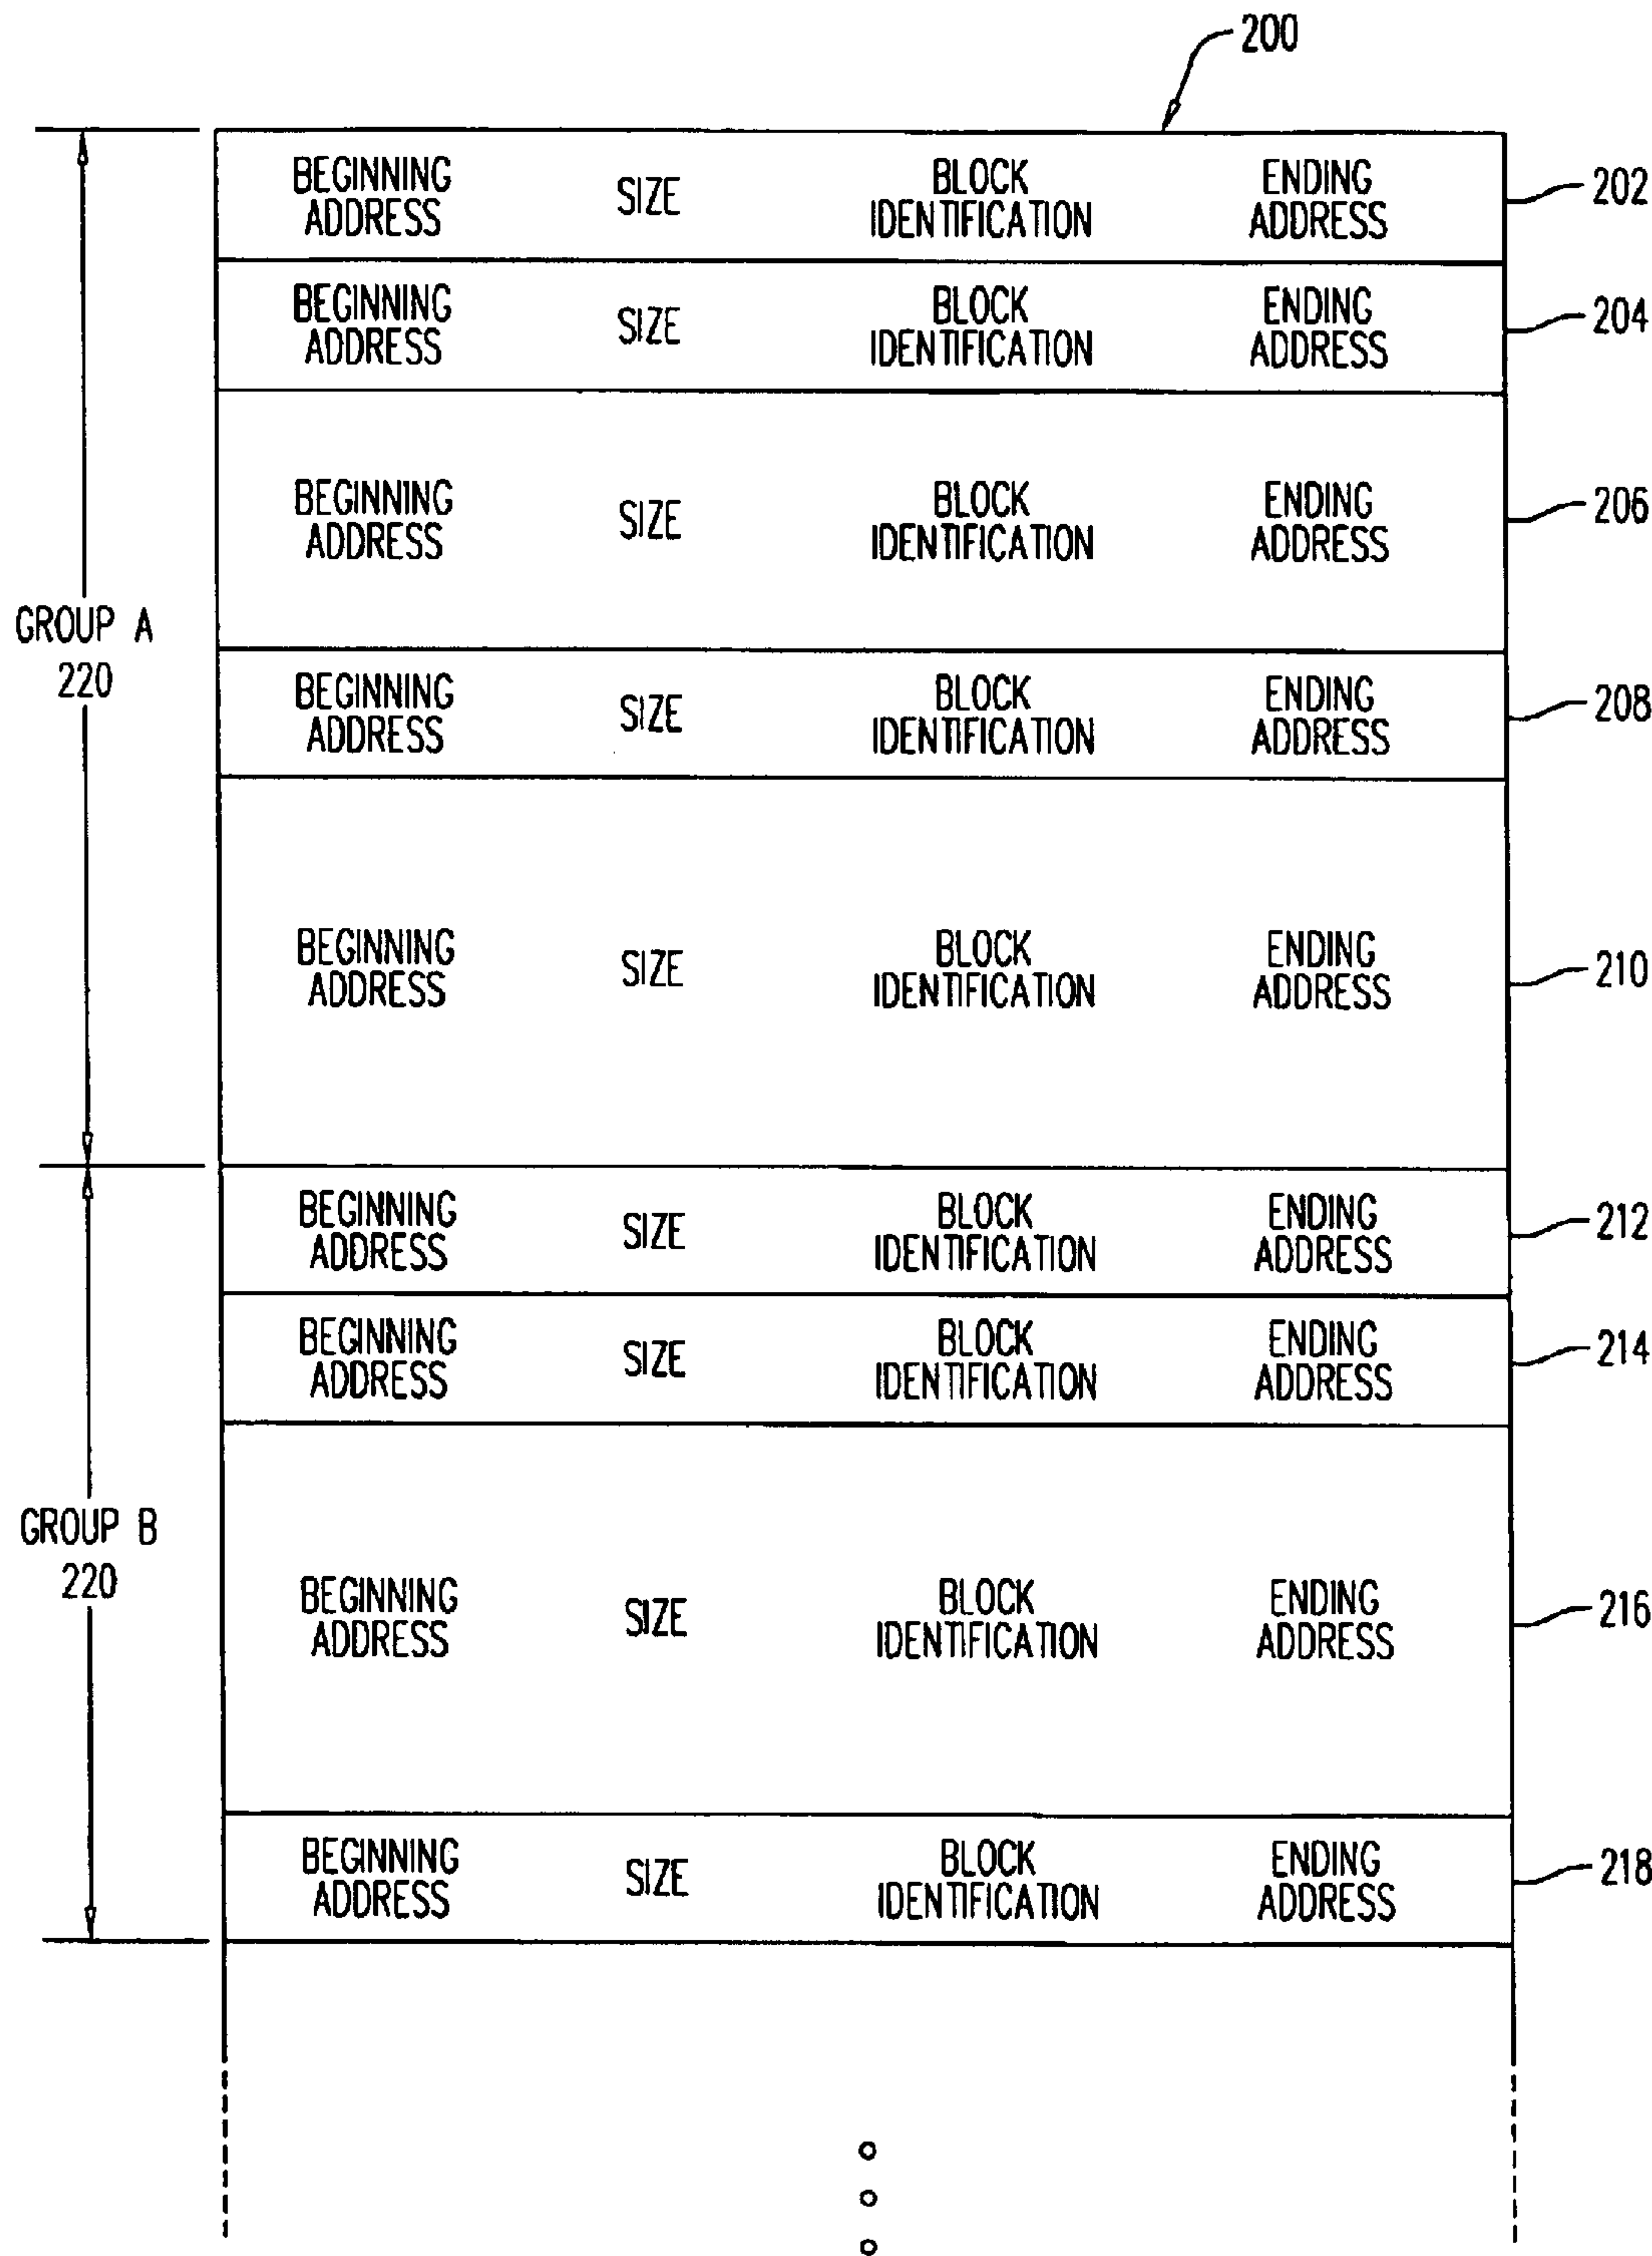 200
BEGINNING ADDRESS SIZE BLOCK IDENTIFICATION ENDING ADDRESS 202
BEGINNING ADDRESS SIZE BLOCK IDENTIFICATION ENDING ADDRESS 204
BEGINNING ADDRESS SIZE BLOCK IDENTIFICATION ENDING ADDRESS 206
GROUP A
220
BEGINNING ADDRESS SIZE BLOCK IDENTIFICATION ENDING ADDRESS 208
BEGINNING ADDRESS SIZE BLOCK IDENTIFICATION ENDING ADDRESS 210
BEGINNING ADDRESS SIZE BLOCK IDENTIFICATION ENDING ADDRESS 212
BEGINNING ADDRESS SIZE BLOCK IDENTIFICATION ENDING ADDRESS 214
GROUP B
220
BEGINNING ADDRESS SIZE BLOCK IDENTIFICATION ENDING ADDRESS 216
BEGINNING ADDRESS SIZE BLOCK IDENTIFICATION ENDING ADDRESS 218